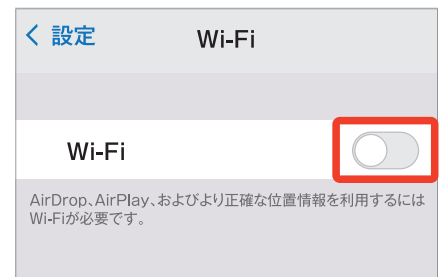 設定 Wi-Fi
Wi-Fi
AirDrop、AirPlay、およびより正確な位置情報を利用するには
Wi-Fiが必要です。